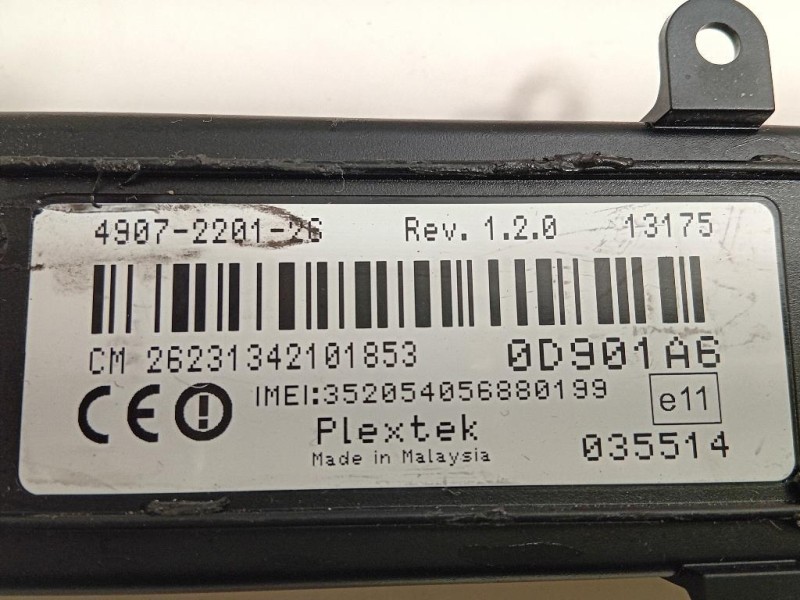 4907-2201-26 Rev. 1.2.0 13175
CM 26231342101853 0D901A6
CE IMEI:352054056880199 e11
Plextek 035514
Made in Malaysia